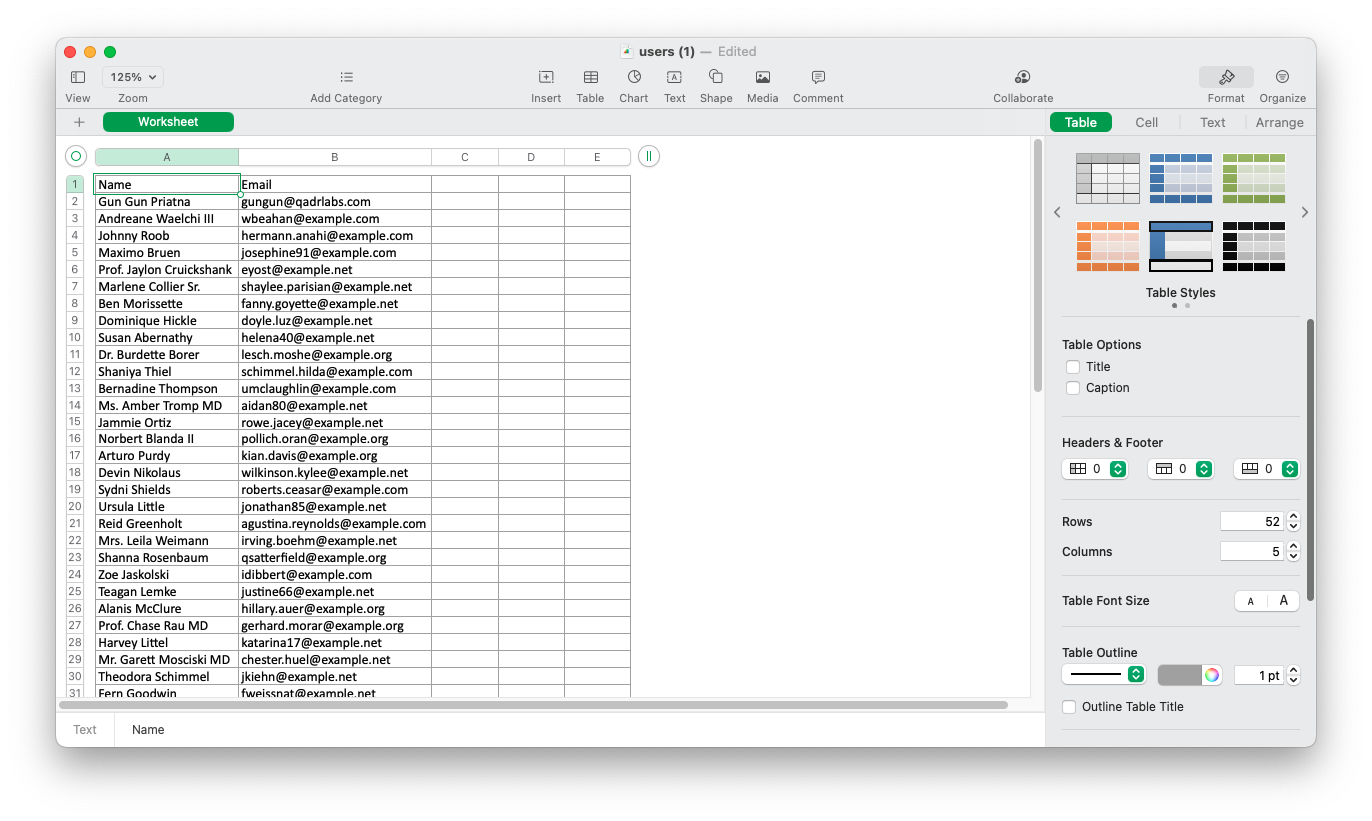 users (1) — Edited
125%
View Zoom Add Category Insert Table Chart Text Shape Media Comment Collaborate Format Organize
+ Worksheet
Table Cell Text Arrange
A B C D E
1 Name Email
2 Gun Gun Priatna gungun@qadrlabs.com
3 Andreane Waelchi III wbeahan@example.com
4 Johnny Roob hermann.anahi@example.com
5 Maximo Bruen josephine91@example.com
6 Prof. Jaylon Cruickshank eyost@example.net
7 Marlene Collier Sr. shaylee.parisian@example.net
8 Ben Morissette fanny.goyette@example.net
9 Dominique Hickle doyle.luz@example.net
10 Susan Abernathy helena40@example.net
11 Dr. Burdette Borer lesch.moshe@example.org
12 Shaniya Thiel schimmel.hilda@example.com
13 Bernadine Thompson umclaughlin@example.com
14 Ms. Amber Tromp MD aidan80@example.net
15 Jammie Ortiz rowe.jacey@example.net
16 Norbert Blanda II pollich.oran@example.org
17 Arturo Purdy kian.davis@example.org
18 Devin Nikolaus wilkinson.kylee@example.net
19 Sydni Shields roberts.ceasar@example.com
20 Ursula Little jonathan85@example.net
21 Reid Greenholt agustina.reynolds@example.com
22 Mrs. Leila Weimann irving.boehm@example.net
23 Shanna Rosenbaum qsatterfield@example.org
24 Zoe Jaskolski idibbert@example.com
25 Teagan Lemke justine66@example.net
26 Alanis McClure hillary.auer@example.org
27 Prof. Chase Rau MD gerhard.morar@example.org
28 Harvey Littel katarina17@example.net
29 Mr. Garett Mosciski MD chester.huel@example.net
30 Theodora Schimmel jkiehn@example.net
31 Fern Goodwin fweissnat@example.net
Text Name
Table Styles
Table Options
Title
Caption
Headers & Footer
0 0 0
Rows 52
Columns 5
Table Font Size A A
Table Outline
1 pt
Outline Table Title